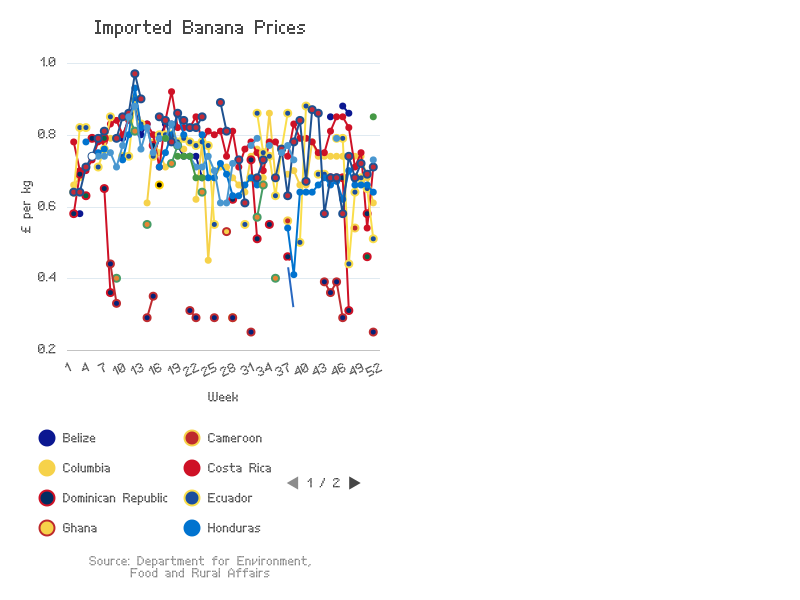 Imported Banana Prices
£ per kg
1.0
0.8
0.6
0.4
0.2
1 4 7 10 13 16 19 22 25 28 31 34 37 40 43 46 49 52
Week
Belize
Cameroon
Columbia
Costa Rica
Dominican Republic
Ecuador
Ghana
Honduras
1 / 2
Source: Department for Environment,
Food and Rural Affairs